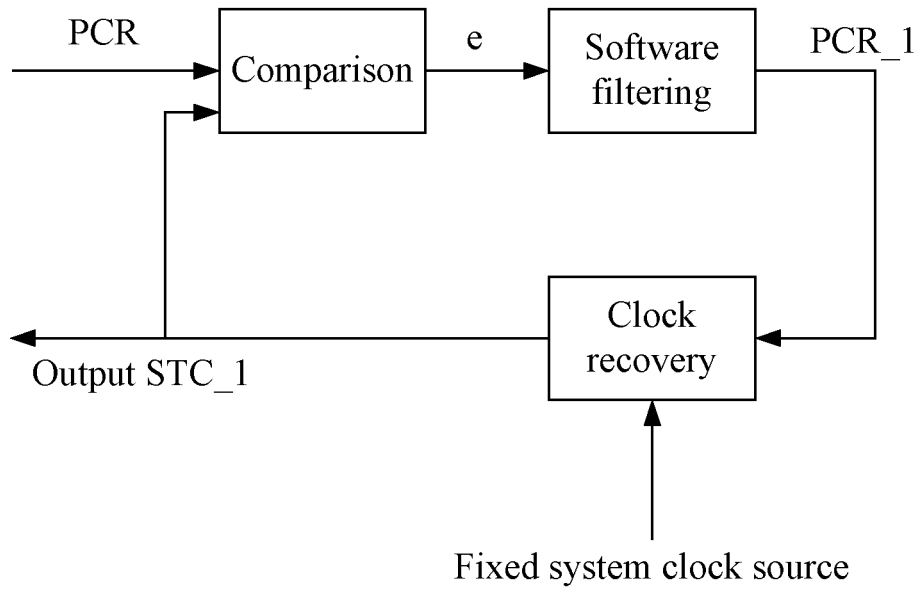 PCR
Comparison
e
Software
filtering
PCR_1
Clock
recovery
Output STC_1
Fixed system clock source